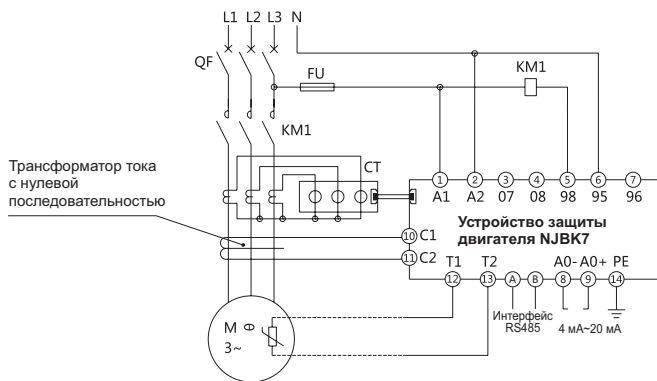 L1 L2 L3 N
QF
FU
KM1
KM1
CT
Трансформатор тока
с нулевой
последовательностью
1 2 3 4 5 6 7
A1 A2 07 08 98 95 96
Устройство защиты
двигателя NJBK7
10 C1
11 C2
T1 T2 A0- A0+ PE
12 13 A B 8 9 14
Интерфейс
RS485
4 мА~20 мА
M θ
3~